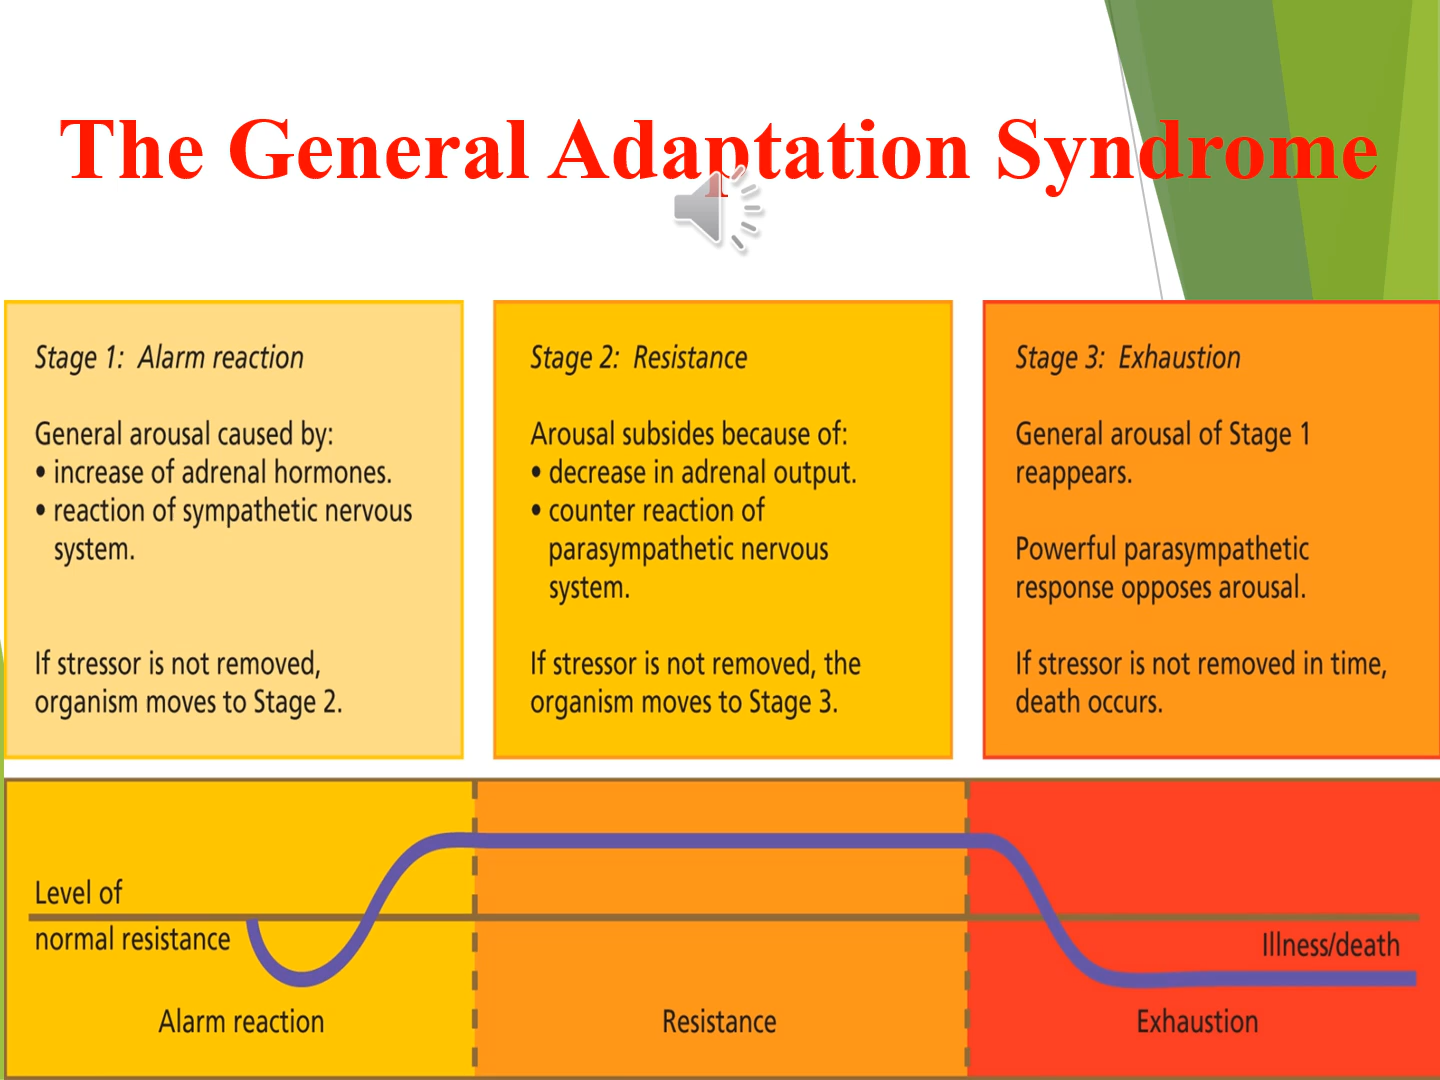 The General Adaptation Syndrome
Stage 1:  Alarm reaction
General arousal caused by:
• increase of adrenal hormones.
• reaction of sympathetic nervous
system.
If stressor is not removed,
organism moves to Stage 2.
Stage 2:  Resistance
Arousal subsides because of:
• decrease in adrenal output.
• counter reaction of
parasympathetic nervous
system.
If stressor is not removed, the
organism moves to Stage 3.
Stage 3:  Exhaustion
General arousal of Stage 1
reappears.
Powerful parasympathetic
response opposes arousal.
If stressor is not removed in time,
death occurs.
Level of
normal resistance
Illness/death
Alarm reaction
Resistance
Exhaustion